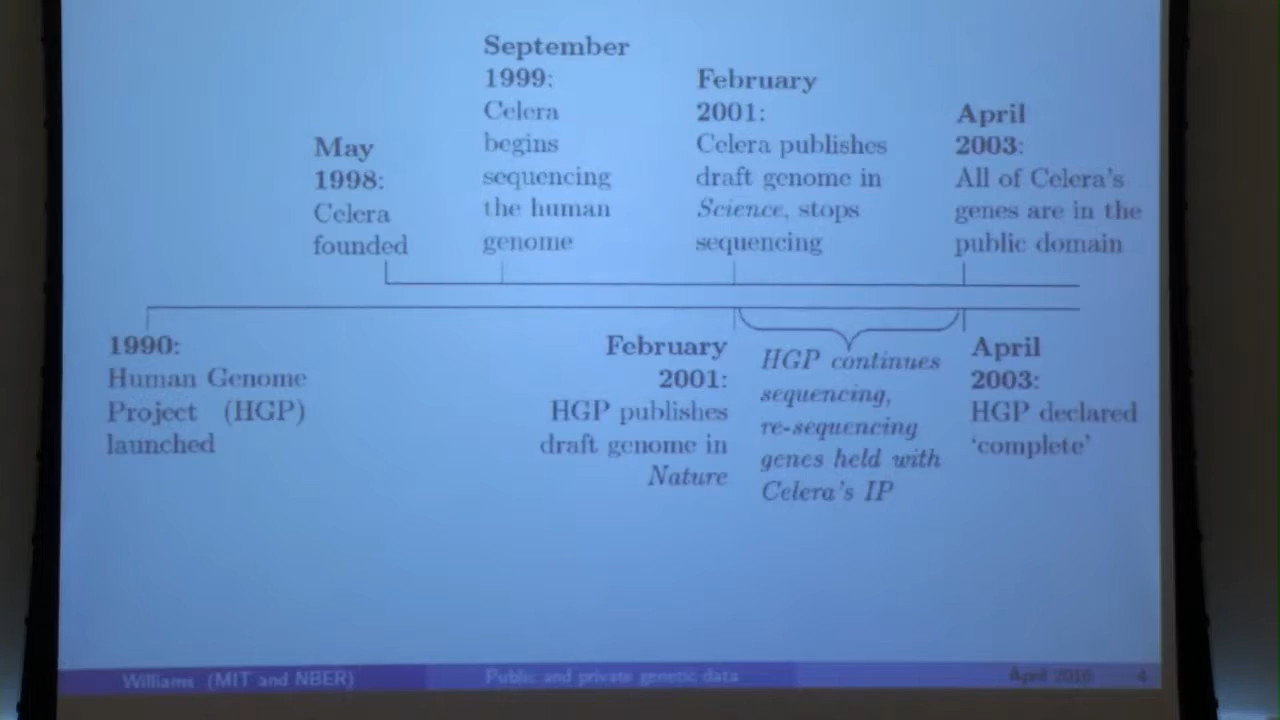 September
1999:
Celera
begins
sequencing
the human
genome
February
2001:
Celera publishes
draft genome in
Science, stops
sequencing
April
2003:
All of Celera's
genes are in the
public domain
May
1998:
Celera
founded
1990:
Human Genome
Project (HGP)
launched
February
2001:
HGP publishes
draft genome in
Nature
HGP continues
sequencing,
re-sequencing
genes held with
Celera's IP
April
2003:
HGP declared
'complete'
Williams (MIT and NBER)
Public and private genetic data
April 4